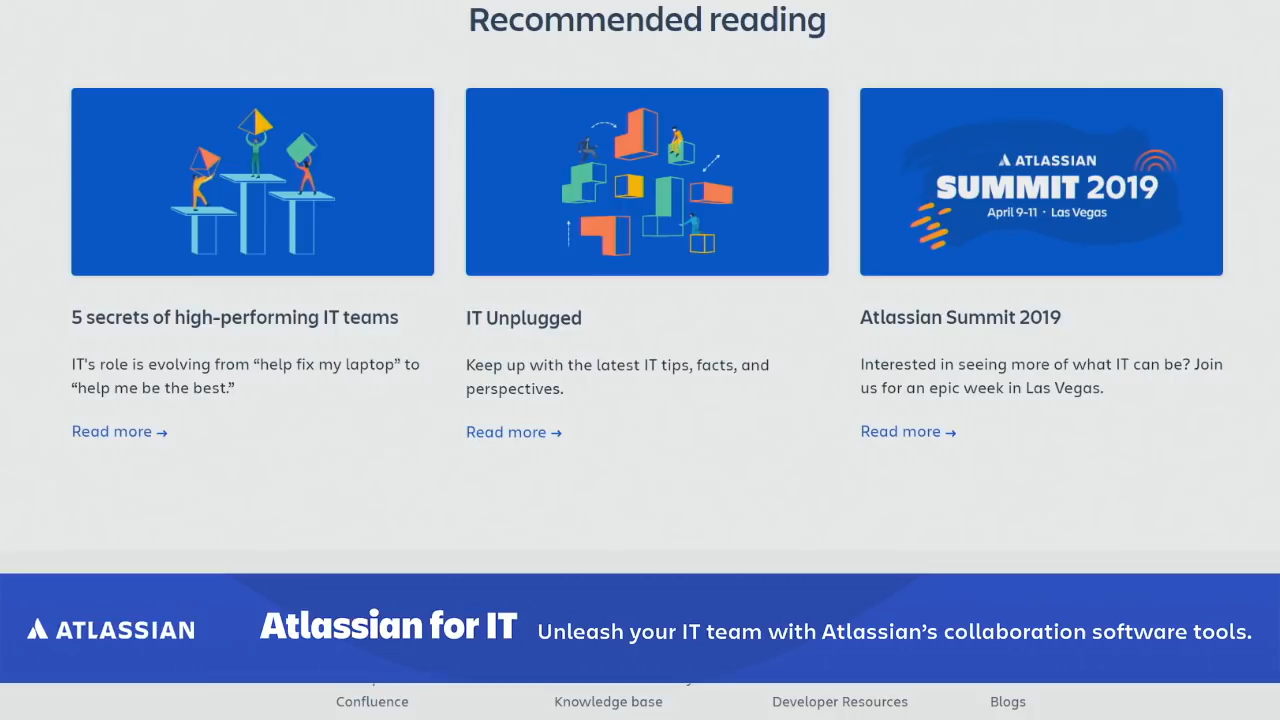 Recommended reading
ATLASSIAN
SUMMIT 2019
April 9-11 · Las Vegas
5 secrets of high-performing IT teams
IT's role is evolving from “help fix my laptop” to
“help me be the best.”
Read more →
IT Unplugged
Keep up with the latest IT tips, facts, and
perspectives.
Read more →
Atlassian Summit 2019
Interested in seeing more of what IT can be? Join
us for an epic week in Las Vegas.
Read more →
ATLASSIAN
Atlassian for IT
Unleash your IT team with Atlassian’s collaboration software tools.
Confluence
Knowledge base
Developer Resources
Blogs